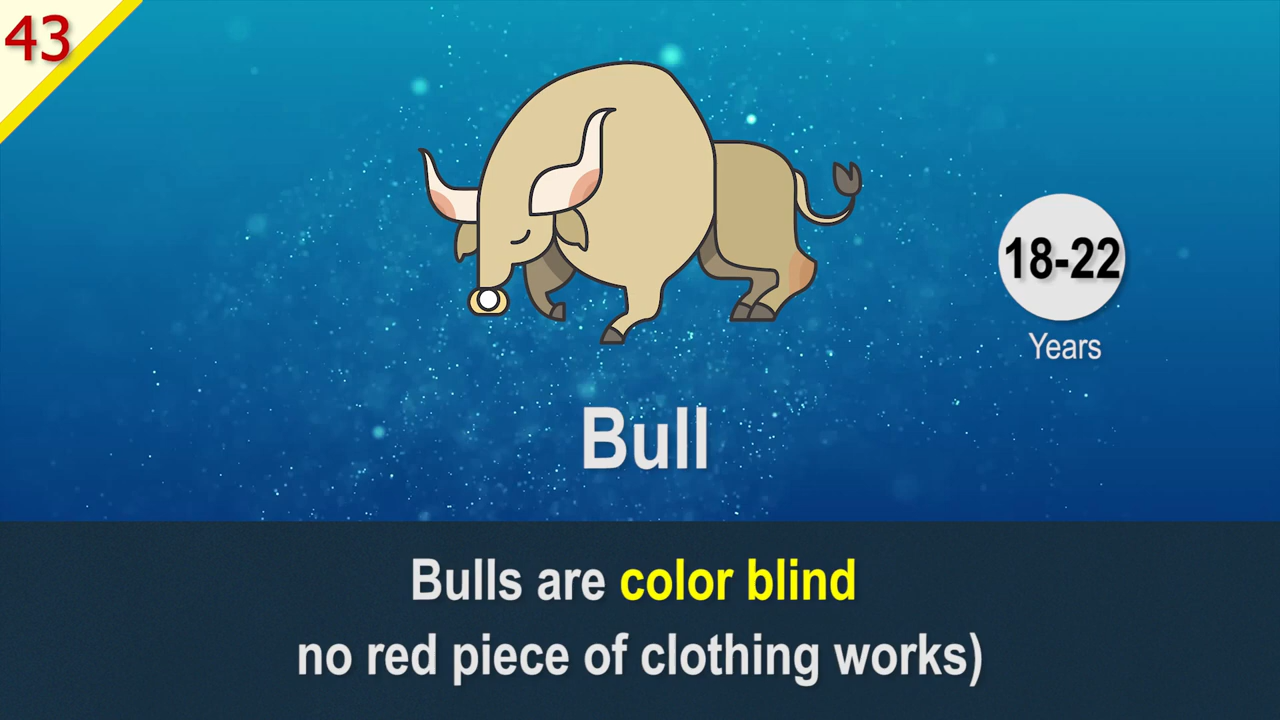 43
18-22
Years
Bull
Bulls are color blind
no red piece of clothing works)